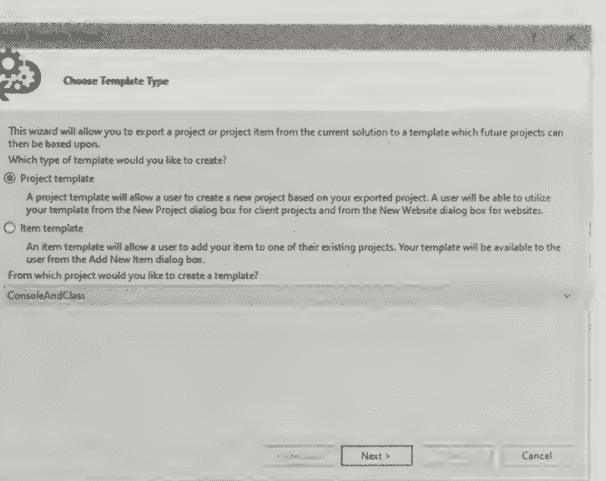 Choose Template Type
This wizard will allow you to export a project or project item from the current solution to a template which future projects can
then be based upon.
Which type of template would you like to create?
Project template
A project template will allow a user to create a new project based on your exported project. A user will be able to utilize
your template from the New Project dialog box for client projects and from the New Website dialog box for websites.
Item template
An item template will allow a user to add your item to one of their existing projects. Your template will be available to the
user from the Add New Item dialog box.
From which project would you like to create a template?
ConsoleAndClass
Next >
Cancel